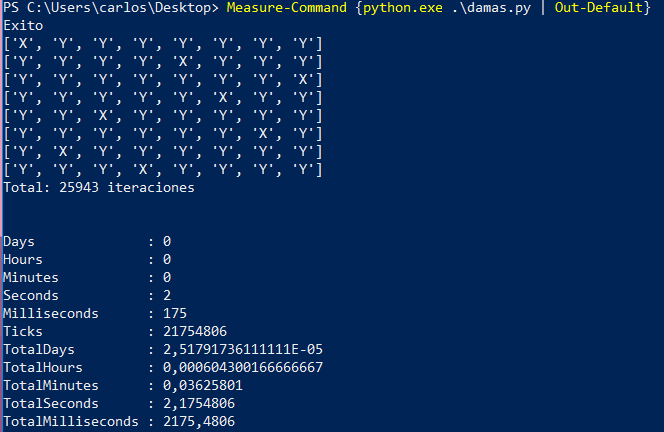 PS C:\Users\carlos\Desktop> Measure-Command {python.exe .\damas.py | Out-Default}
Exito
['X', 'Y', 'Y', 'Y', 'Y', 'Y', 'Y', 'Y']
['Y', 'Y', 'Y', 'Y', 'X', 'Y', 'Y', 'Y']
['Y', 'Y', 'Y', 'Y', 'Y', 'Y', 'Y', 'X']
['Y', 'Y', 'Y', 'Y', 'Y', 'X', 'Y', 'Y']
['Y', 'Y', 'X', 'Y', 'Y', 'Y', 'Y', 'Y']
['Y', 'Y', 'Y', 'Y', 'Y', 'Y', 'X', 'Y']
['Y', 'X', 'Y', 'Y', 'Y', 'Y', 'Y', 'Y']
['Y', 'Y', 'Y', 'X', 'Y', 'Y', 'Y', 'Y']
Total: 25943 iteraciones
Days              : 0
Hours             : 0
Minutes           : 0
Seconds           : 2
Milliseconds      : 175
Ticks             : 21754806
TotalDays         : 2,51791736111111E-05
TotalHours        : 0,000604300166666667
TotalMinutes      : 0,03625801
TotalSeconds      : 2,1754806
TotalMilliseconds : 2175,4806